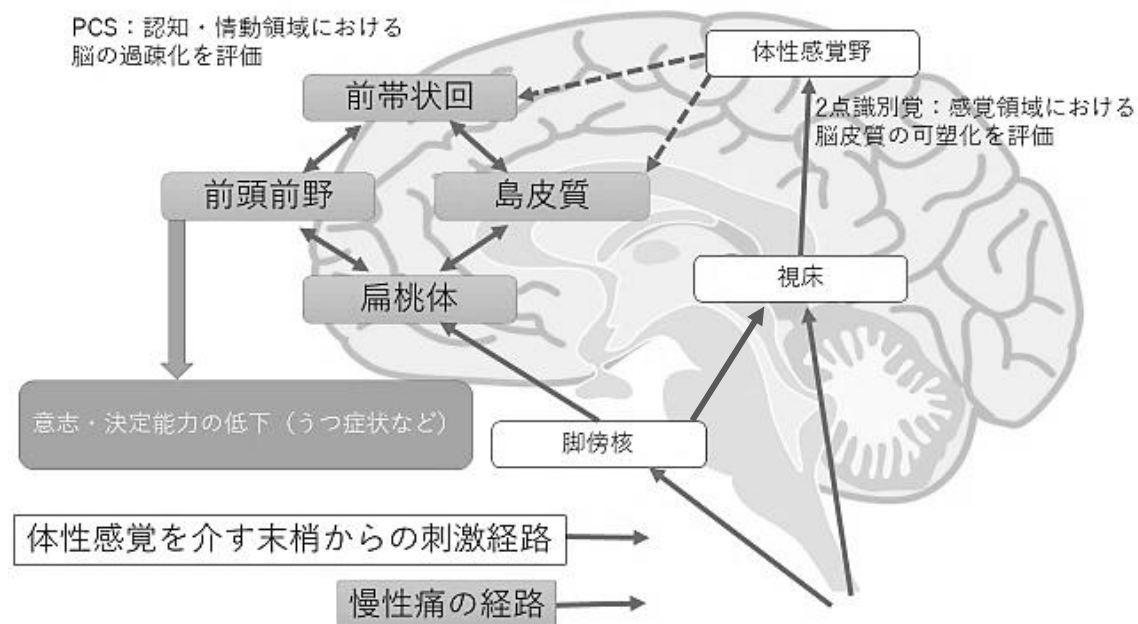 PCS：認知・情動領域における
脳の過疎化を評価
体性感覚野
前帯状回
2点識別覚：感覚領域における
脳皮質の可塑化を評価
前頭前野
島皮質
視床
扁桃体
意志・決定能力の低下（うつ症状など）
脚傍核
体性感覚を介す末梢からの刺激経路
慢性痛の経路